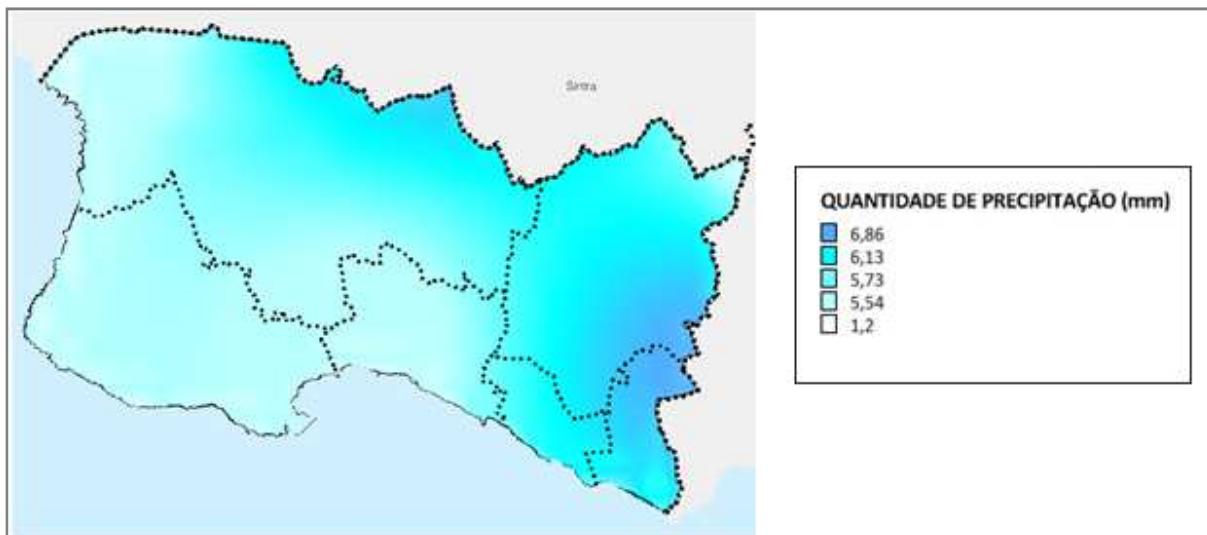 Sintra
QUANTIDADE DE PRECIPITAÇÃO (mm)
6,86
6,13
5,73
5,54
1,2